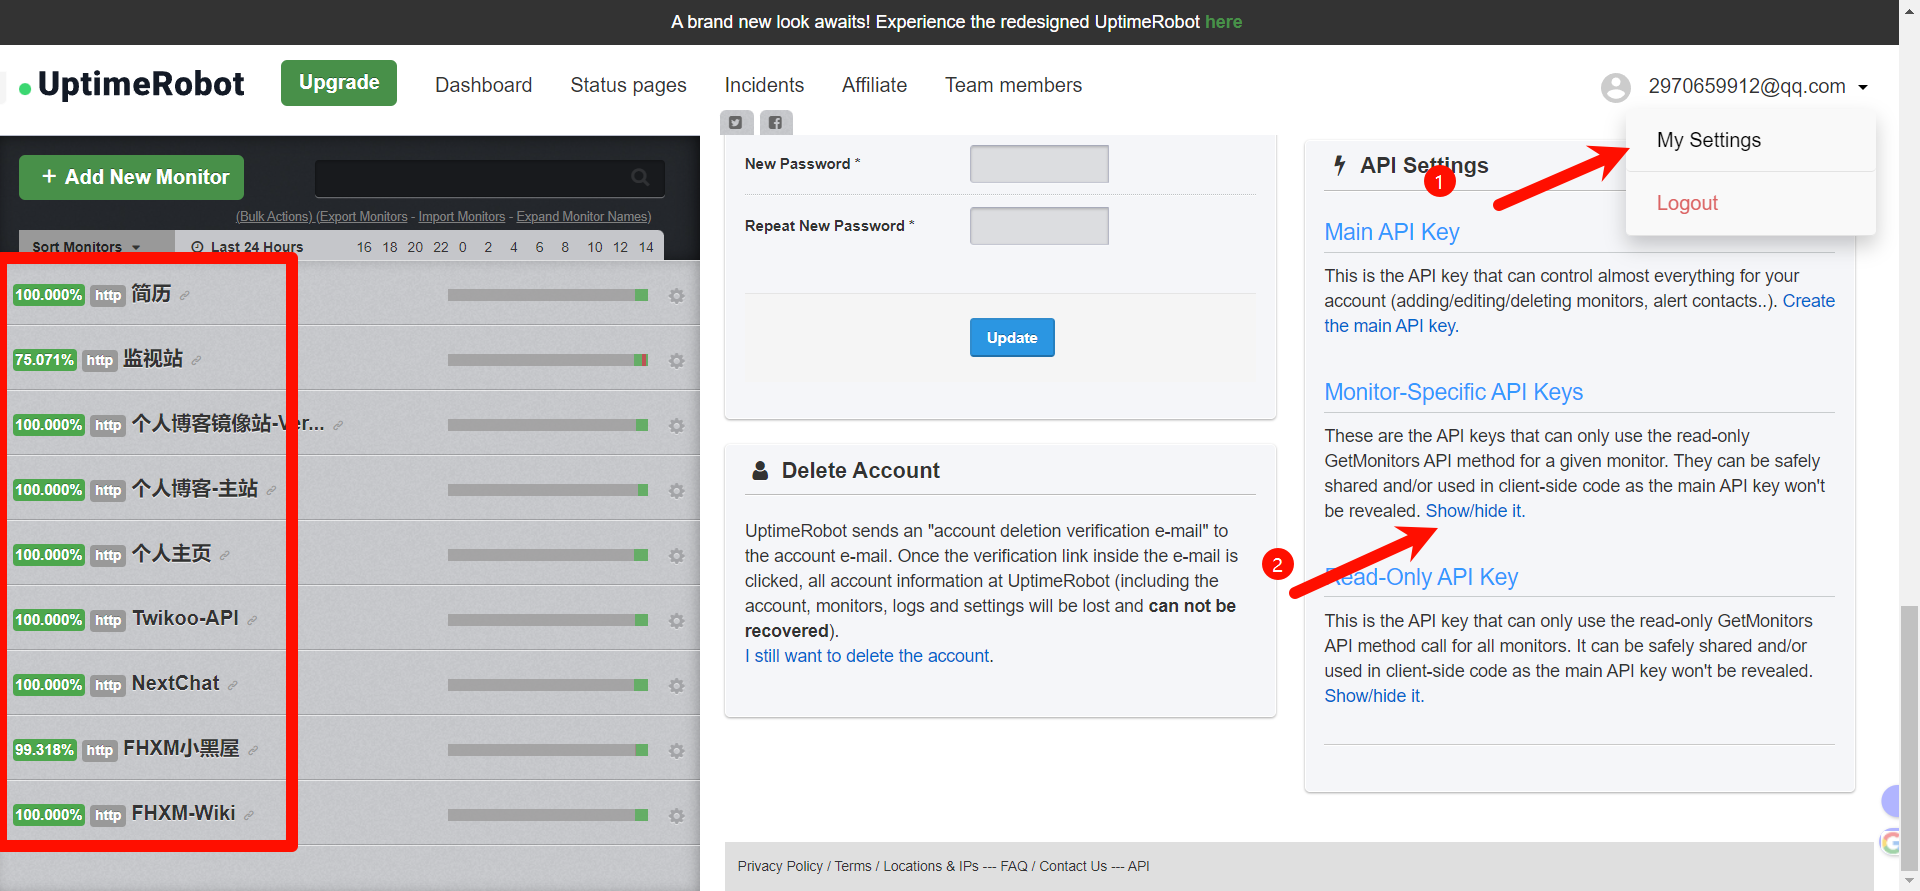 A brand new look awaits! Experience the redesigned UptimeRobot here
UptimeRobot
Upgrade
Dashboard
Status pages
Incidents
Affiliate
Team members
2970659912@qq.com
My Settings
Logout
+ Add New Monitor
(Bulk Actions) (Export Monitors - Import Monitors - Expand Monitor Names)
Sort Monitors
Last 24 Hours
16 18 20 22 0 2 4 6 8 10 12 14
100.000% http 简历
75.071% http 监视站
100.000% http 个人博客镜像站-Ver...
100.000% http 个人博客-主站
100.000% http 个人主页
100.000% http Twikoo-API
100.000% http NextChat
99.318% http FHXM小黑屋
100.000% http FHXM-Wiki
New Password *
Repeat New Password *
Update
Delete Account
UptimeRobot sends an "account deletion verification e-mail" to
the account e-mail. Once the verification link inside the e-mail is
clicked, all account information at UptimeRobot (including the
account, monitors, logs and settings will be lost and can not be
recovered).
I still want to delete the account.
API Settings
1
Main API Key
This is the API key that can control almost everything for your
account (adding/editing/deleting monitors, alert contacts..). Create
the main API key.
Monitor-Specific API Keys
These are the API keys that can only use the read-only
GetMonitors API method for a given monitor. They can be safely
shared and/or used in client-side code as the main API key won't
be revealed. Show/hide it.
2
Read-Only API Key
This is the API key that can only use the read-only GetMonitors
API method call for all monitors. It can be safely shared and/or
used in client-side code as the main API key won't be revealed.
Show/hide it.
Privacy Policy / Terms / Locations & IPs --- FAQ / Contact Us --- API